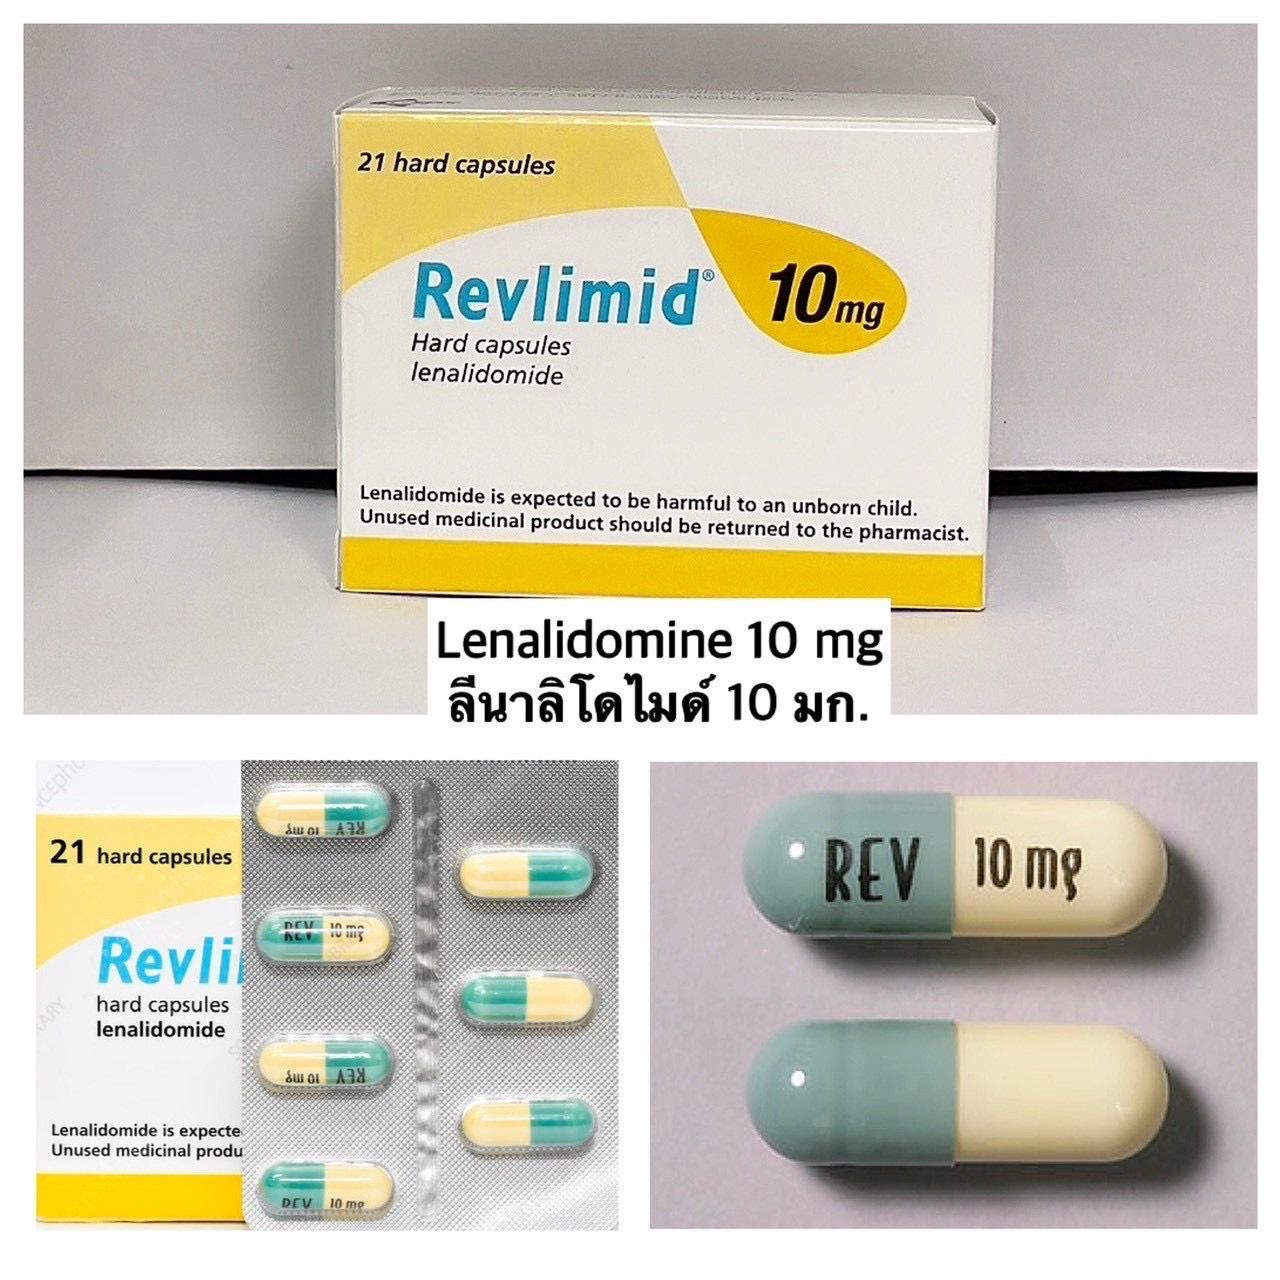 21 hard capsules
Revlimid®
10 mg
Hard capsules
lenalidomide
Lenalidomide is expected to be harmful to an unborn child.
Unused medicinal product should be returned to the pharmacist.
Lenalidomine 10 mg
ลีนาลิโดไมด์ 10 มก.
21 hard capsules
Revli
hard capsules
lenalidomide
Lenalidomide is expecte
Unused medicinal produ
REV 10 mg
REV 10 mg
REV 10 mg
REV 10 mg
REV 10 mg